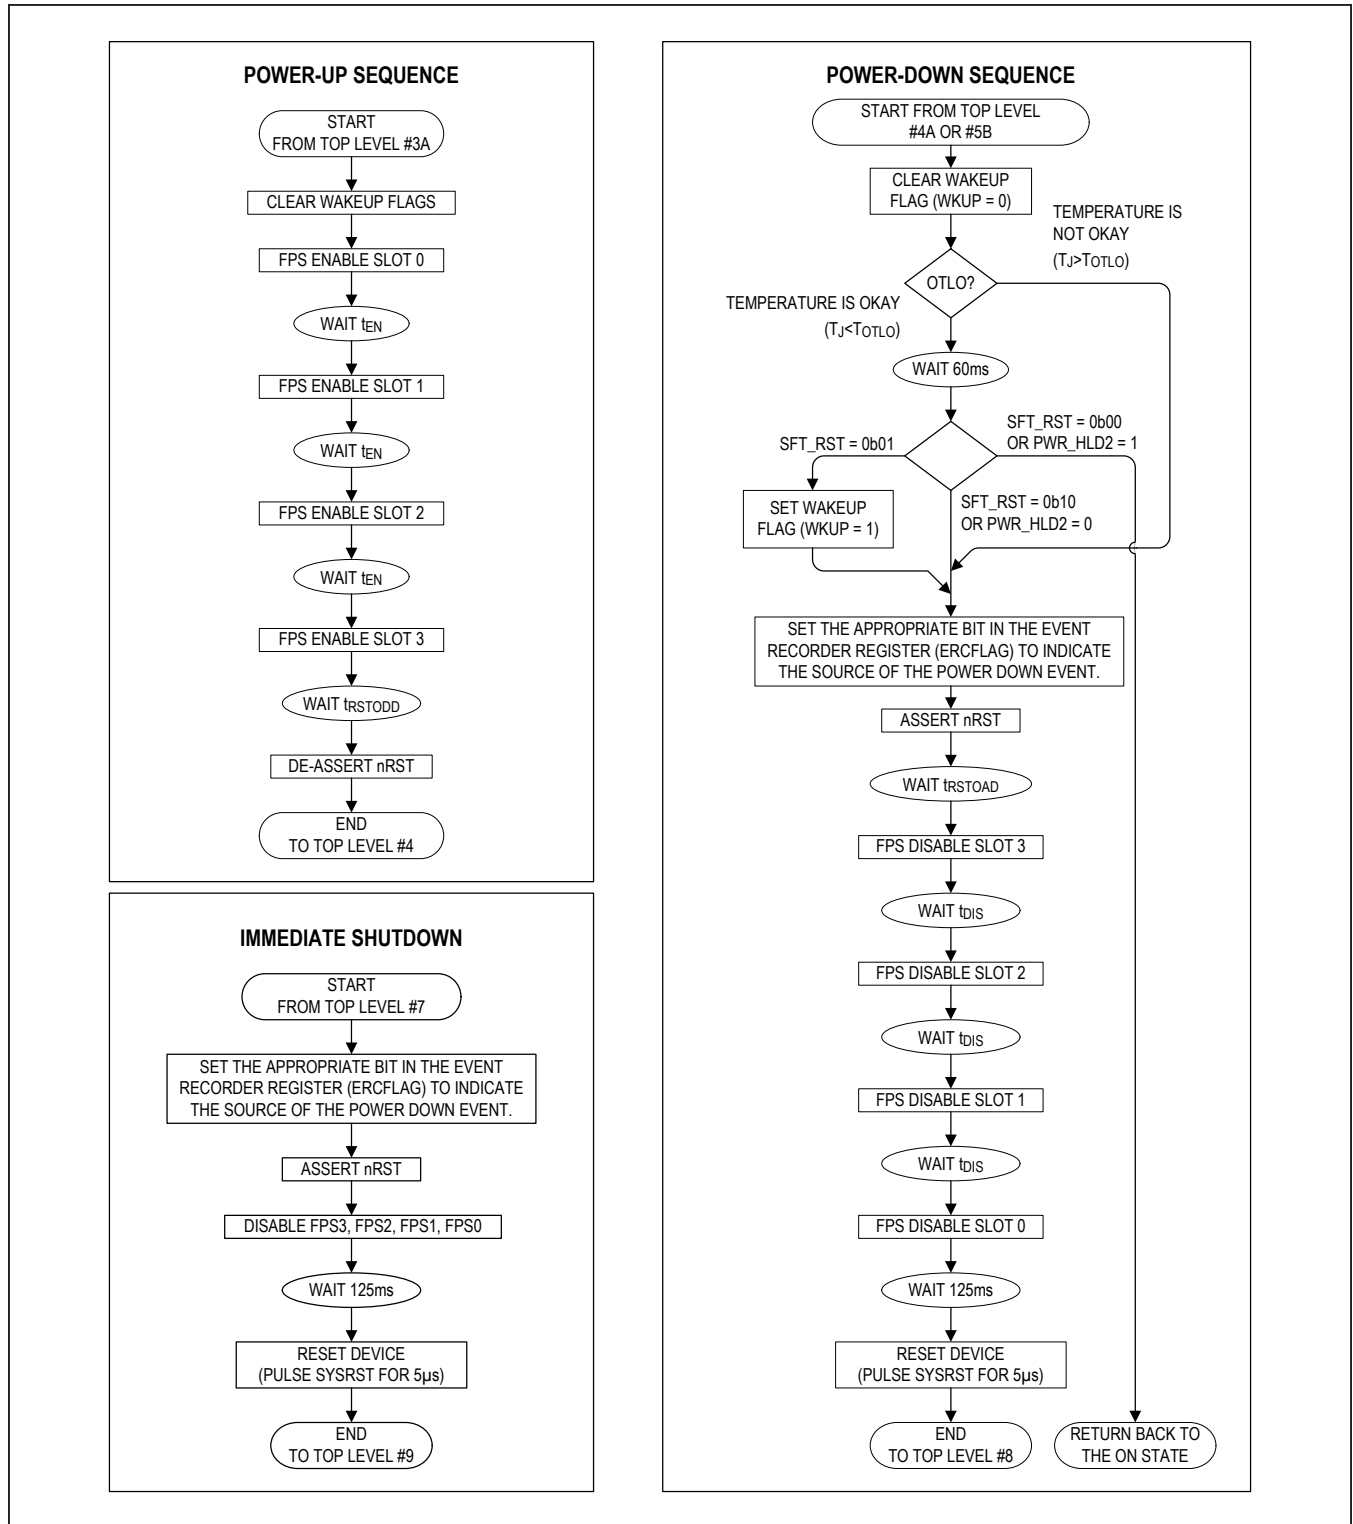 POWER-UP SEQUENCE
START
FROM TOP LEVEL #3A
CLEAR WAKEUP FLAGS
FPS ENABLE SLOT 0
WAIT tEN
FPS ENABLE SLOT 1
WAIT tEN
FPS ENABLE SLOT 2
WAIT tEN
FPS ENABLE SLOT 3
WAIT tRSTODD
DE-ASSERT nRST
END
TO TOP LEVEL #4
IMMEDIATE SHUTDOWN
START
FROM TOP LEVEL #7
SET THE APPROPRIATE BIT IN THE EVENT
RECORDER REGISTER (ERCFLAG) TO INDICATE
THE SOURCE OF THE POWER DOWN EVENT.
ASSERT nRST
DISABLE FPS3, FPS2, FPS1, FPS0
WAIT 125ms
RESET DEVICE
(PULSE SYSRST FOR 5µs)
END
TO TOP LEVEL #9
POWER-DOWN SEQUENCE
START FROM TOP LEVEL
#4A OR #5B
CLEAR WAKEUP
FLAG (WKUP = 0)
TEMPERATURE IS
NOT OKAY
(TJ>TOTLO)
OTLO?
TEMPERATURE IS OKAY
(TJ<TOTLO)
WAIT 60ms
SFT_RST = 0b00
OR PWR_HLD2 = 1
SFT_RST = 0b01
SET WAKEUP
FLAG (WKUP = 1)
SFT_RST = 0b10
OR PWR_HLD2 = 0
SET THE APPROPRIATE BIT IN THE EVENT
RECORDER REGISTER (ERCFLAG) TO INDICATE
THE SOURCE OF THE POWER DOWN EVENT.
ASSERT nRST
WAIT tRSTOAD
FPS DISABLE SLOT 3
WAIT tDIS
FPS DISABLE SLOT 2
WAIT tDIS
FPS DISABLE SLOT 1
WAIT tDIS
FPS DISABLE SLOT 0
WAIT 125ms
RESET DEVICE
(PULSE SYSRST FOR 5µs)
END
TO TOP LEVEL #8
RETURN BACK TO
THE ON STATE